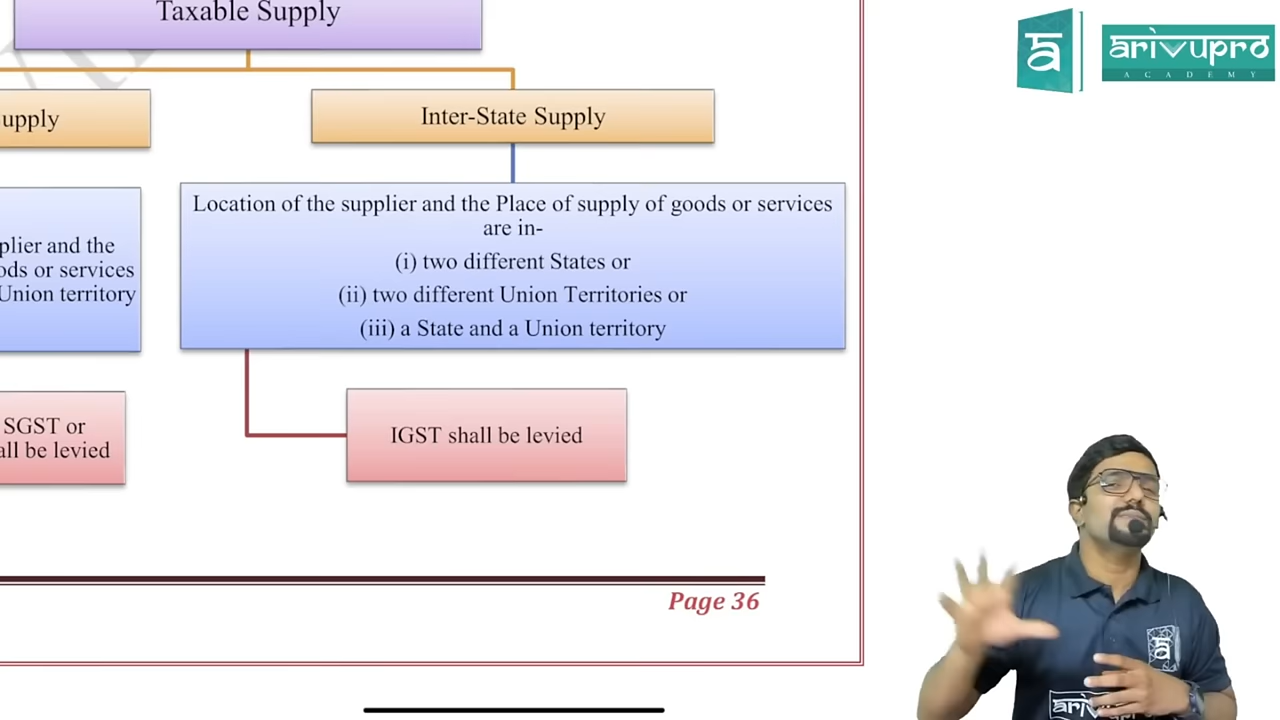 Taxable Supply
upply
Inter-State Supply
plier and the
ods or services
Union territory
Location of the supplier and the Place of supply of goods or services
are in-
(i) two different States or
(ii) two different Union Territories or
(iii) a State and a Union territory
SGST or
all be levied
IGST shall be levied
Page 36
arivupro
ACADEMY